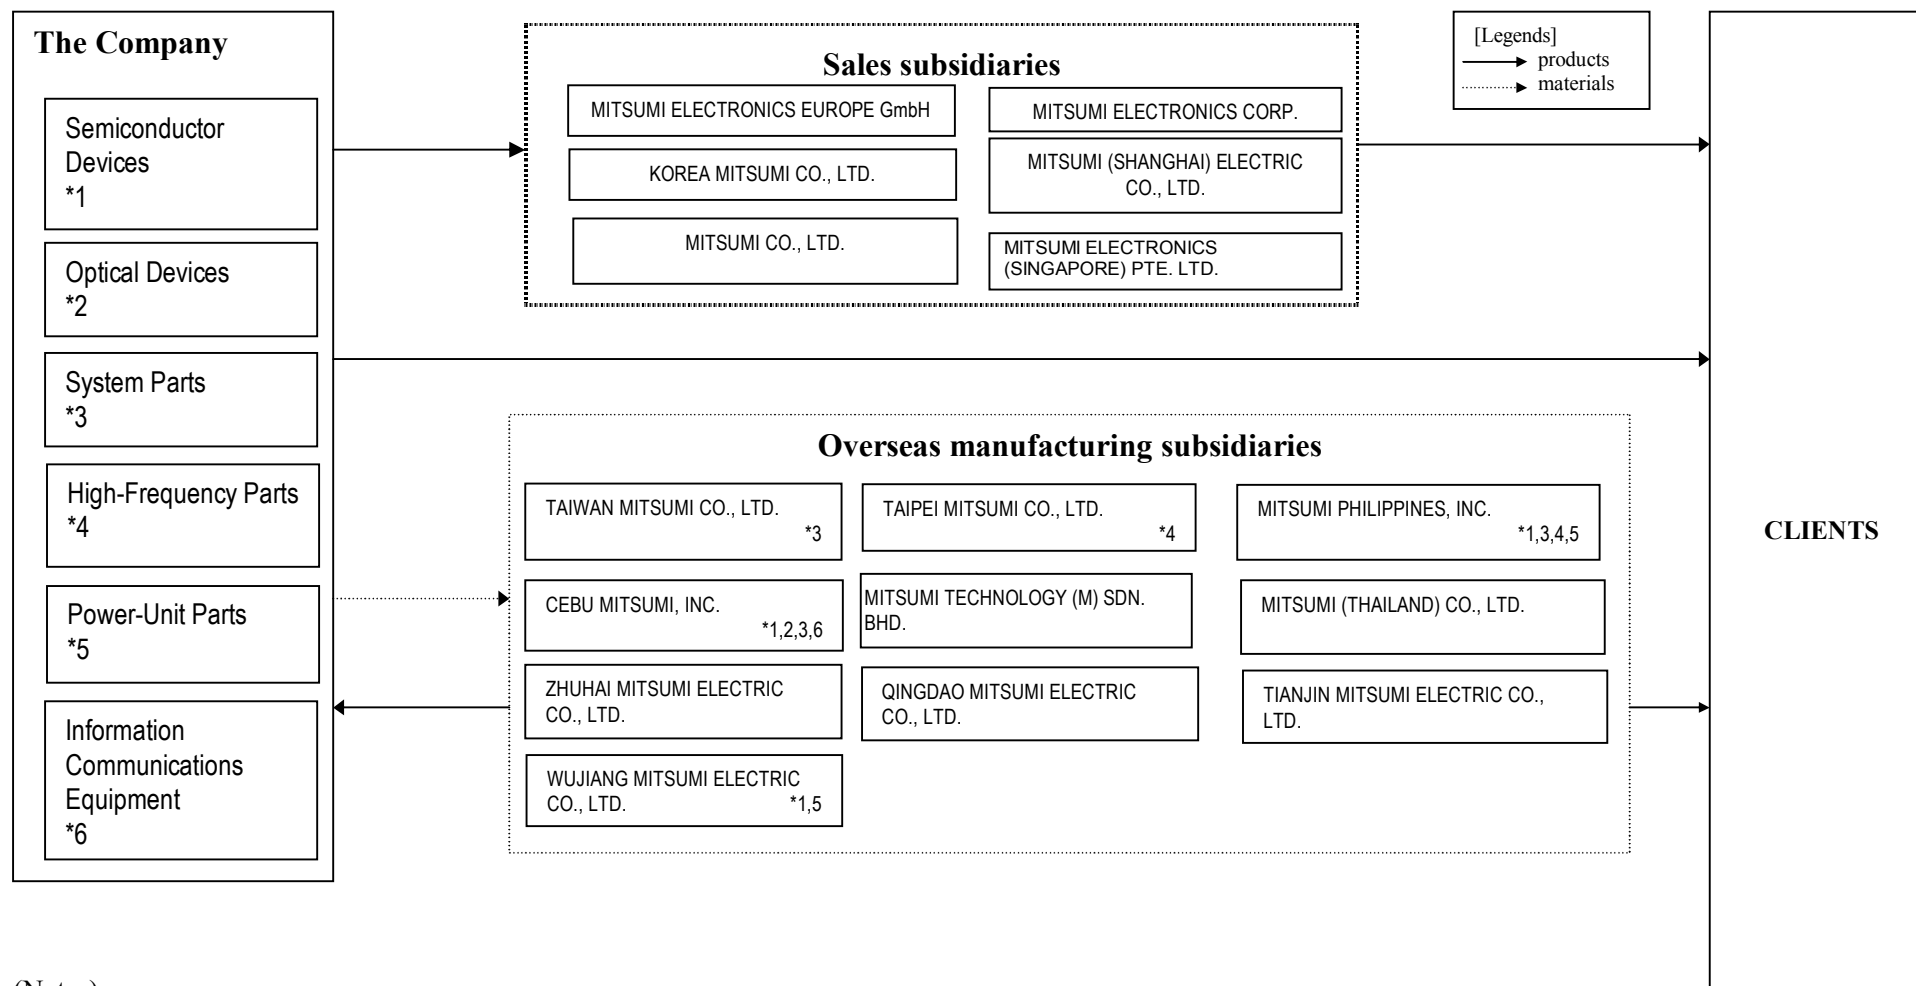 The Company
Semiconductor
Devices
*1
Optical Devices
*2
System Parts
*3
High-Frequency Parts
*4
Power-Unit Parts
*5
Information
Communications
Equipment
*6
Sales subsidiaries
MITSUMI ELECTRONICS EUROPE GmbH
MITSUMI ELECTRONICS CORP.
KOREA MITSUMI CO., LTD.
MITSUMI (SHANGHAI) ELECTRIC
CO., LTD.
MITSUMI CO., LTD.
MITSUMI ELECTRONICS
(SINGAPORE) PTE. LTD.
[Legends]
products
materials
Overseas manufacturing subsidiaries
TAIWAN MITSUMI CO., LTD.
*3
TAIPEI MITSUMI CO., LTD.
*4
MITSUMI PHILIPPINES, INC.
*1,3,4,5
CEBU MITSUMI, INC.
*1,2,3,6
MITSUMI TECHNOLOGY (M) SDN.
BHD.
MITSUMI (THAILAND) CO., LTD.
ZHUHAI MITSUMI ELECTRIC
CO., LTD.
QINGDAO MITSUMI ELECTRIC
CO., LTD.
TIANJIN MITSUMI ELECTRIC CO.,
LTD.
WUJIANG MITSUMI ELECTRIC
CO., LTD. *1,5
CLIENTS